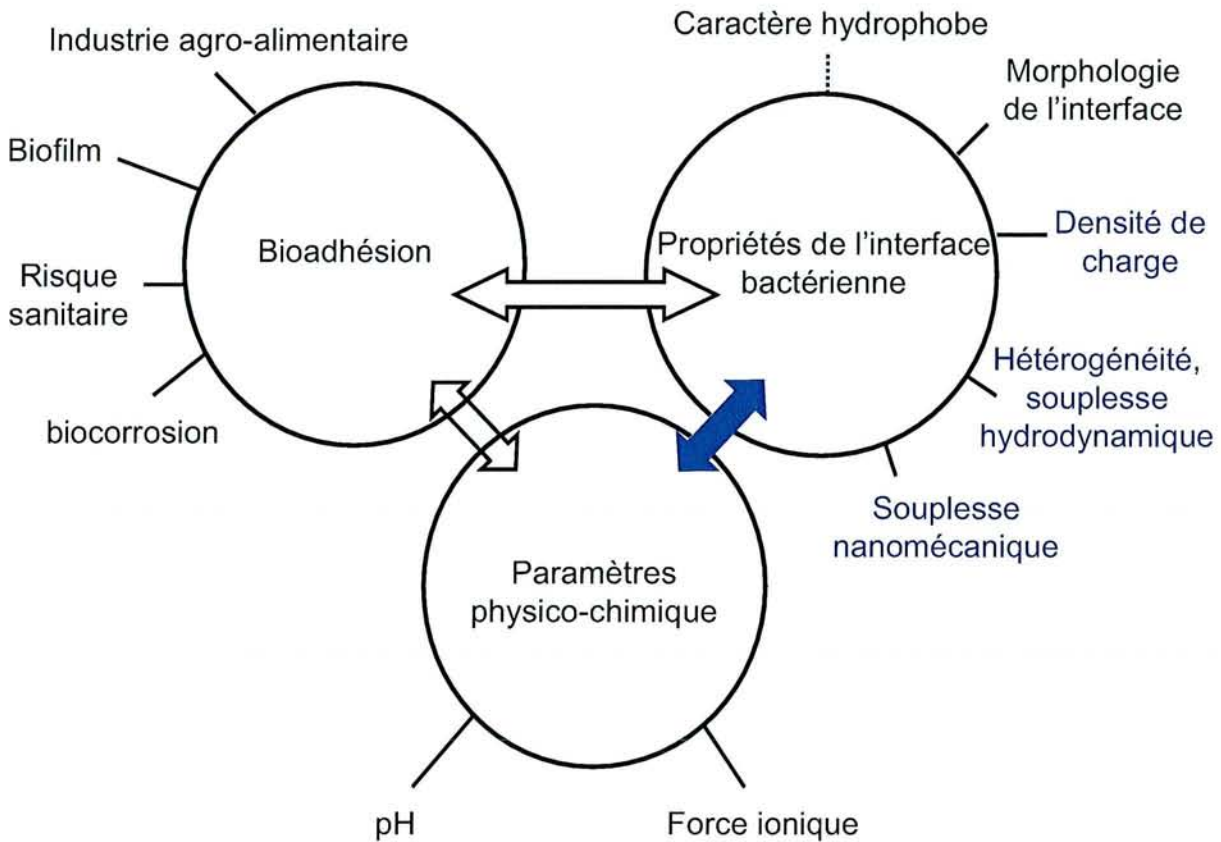 Industrie agro-alimentaire
Biofilm
Risque
sanitaire
biocorrosion
Bioadhésion
Caractère hydrophobe
Morphologie
de l'interface
Densité de
charge
Hétérogénéité,
souplesse
hydrodynamique
Souplesse
nanomécanique
Propriétés de l'interface
bactérienne
Paramètres
physico-chimique
pH
Force ionique